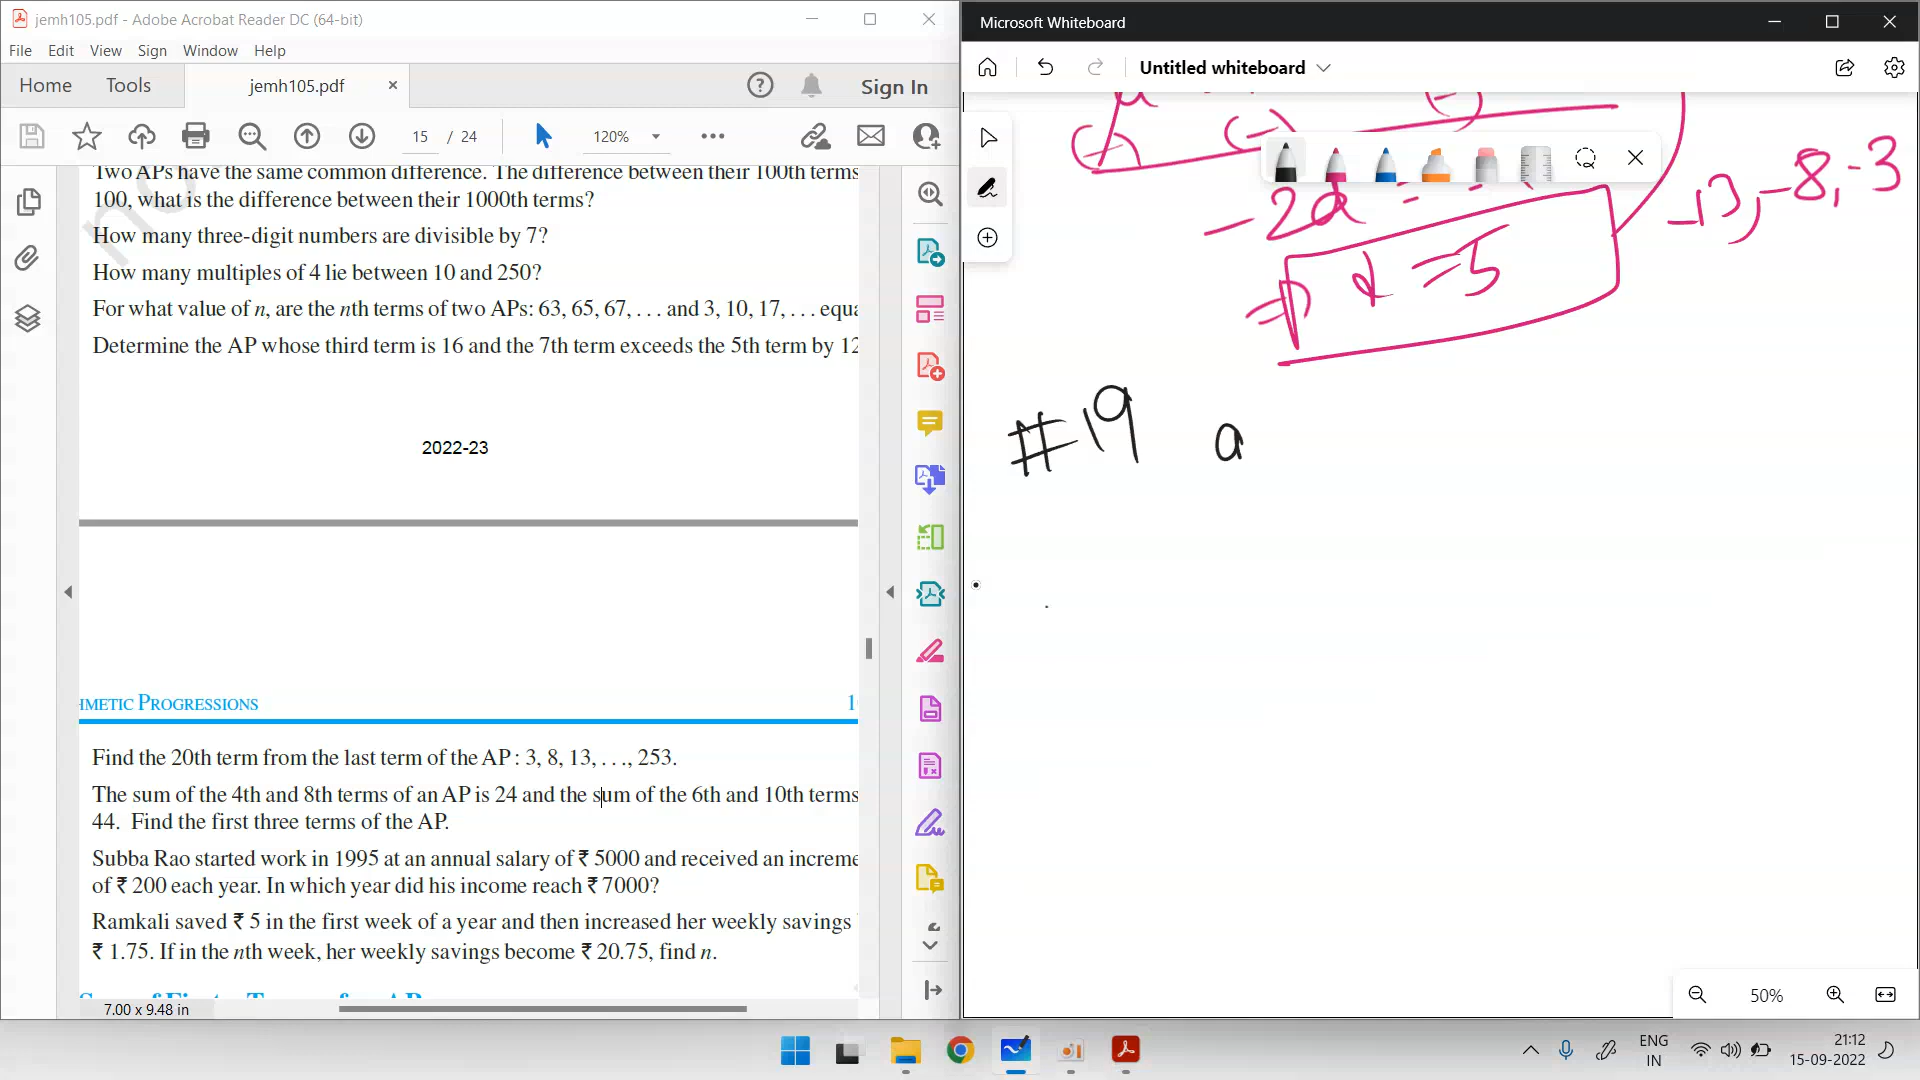 jemh105.pdf - Adobe Acrobat Reader DC (64-bit)
File Edit View Sign Window Help
Home Tools jemh105.pdf × Sign In
15 / 24 120%
Two APs have the same common difference. The difference between their 100th terms
100, what is the difference between their 1000th terms?
How many three-digit numbers are divisible by 7?
How many multiples of 4 lie between 10 and 250?
For what value of n, are the nth terms of two APs: 63, 65, 67, . . . and 3, 10, 17, . . . equa
Determine the AP whose third term is 16 and the 7th term exceeds the 5th term by 12
2022-23
METIC PROGRESSIONS
Find the 20th term from the last term of the AP : 3, 8, 13, . . ., 253.
The sum of the 4th and 8th terms of an AP is 24 and the sum of the 6th and 10th terms
44. Find the first three terms of the AP.
Subba Rao started work in 1995 at an annual salary of ₹ 5000 and received an increme
of ₹ 200 each year. In which year did his income reach ₹ 7000?
Ramkali saved ₹ 5 in the first week of a year and then increased her weekly savings
₹ 1.75. If in the nth week, her weekly savings become ₹ 20.75, find n.
7.00 x 9.48 in
Microsoft Whiteboard
Untitled whiteboard
(-) (-) (-)
-2d =
-13, -8, -3
=> d = 5
#19 a
50%
ENG
IN
21:12
15-09-2022